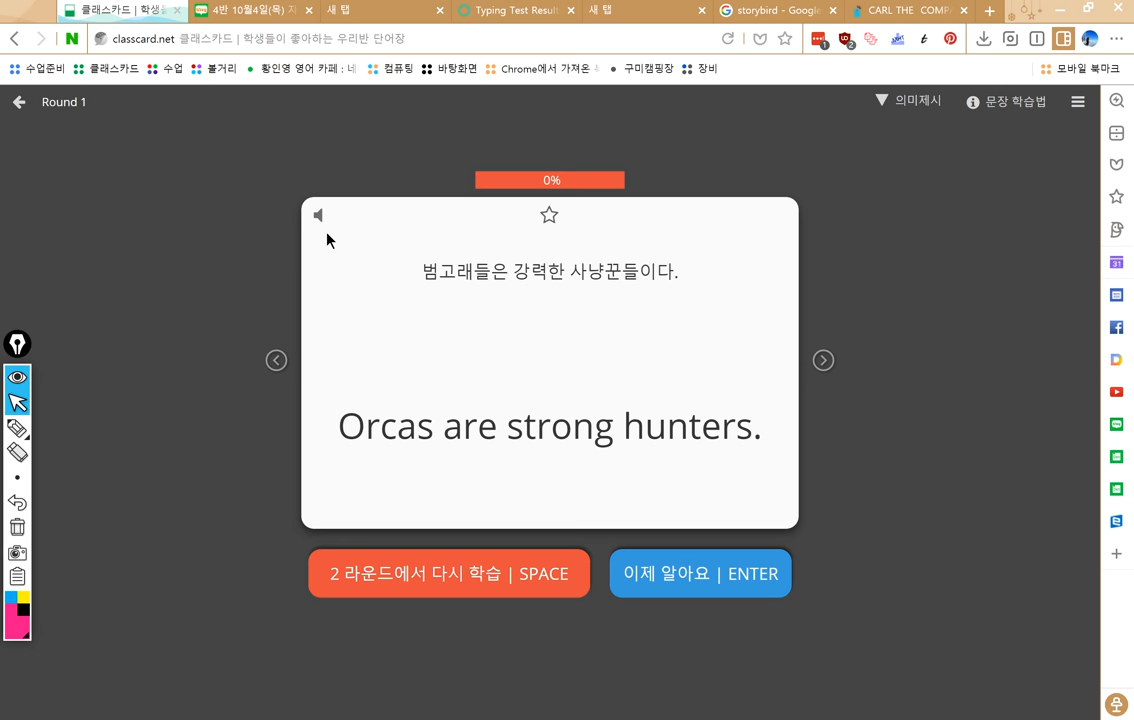 클래스카드 | 학생들
4반 10월4일(목) 지
새 탭
Typing Test Resul
새 탭
storybird - Google
CARL THE COMP
classcard.net 클래스카드 | 학생들이 좋아하는 우리반 단어장
수업준비 클래스카드 수업 볼거리 황인영 영어 카페 : 네 컴퓨팅 바탕화면 Chrome에서 가져온 구미캠핑장 장비 모바일 북마크
Round 1
의미제시 문장 학습법
0%
범고래들은 강력한 사냥꾼들이다.
Orcas are strong hunters.
2 라운드에서 다시 학습 | SPACE
이제 알아요 | ENTER